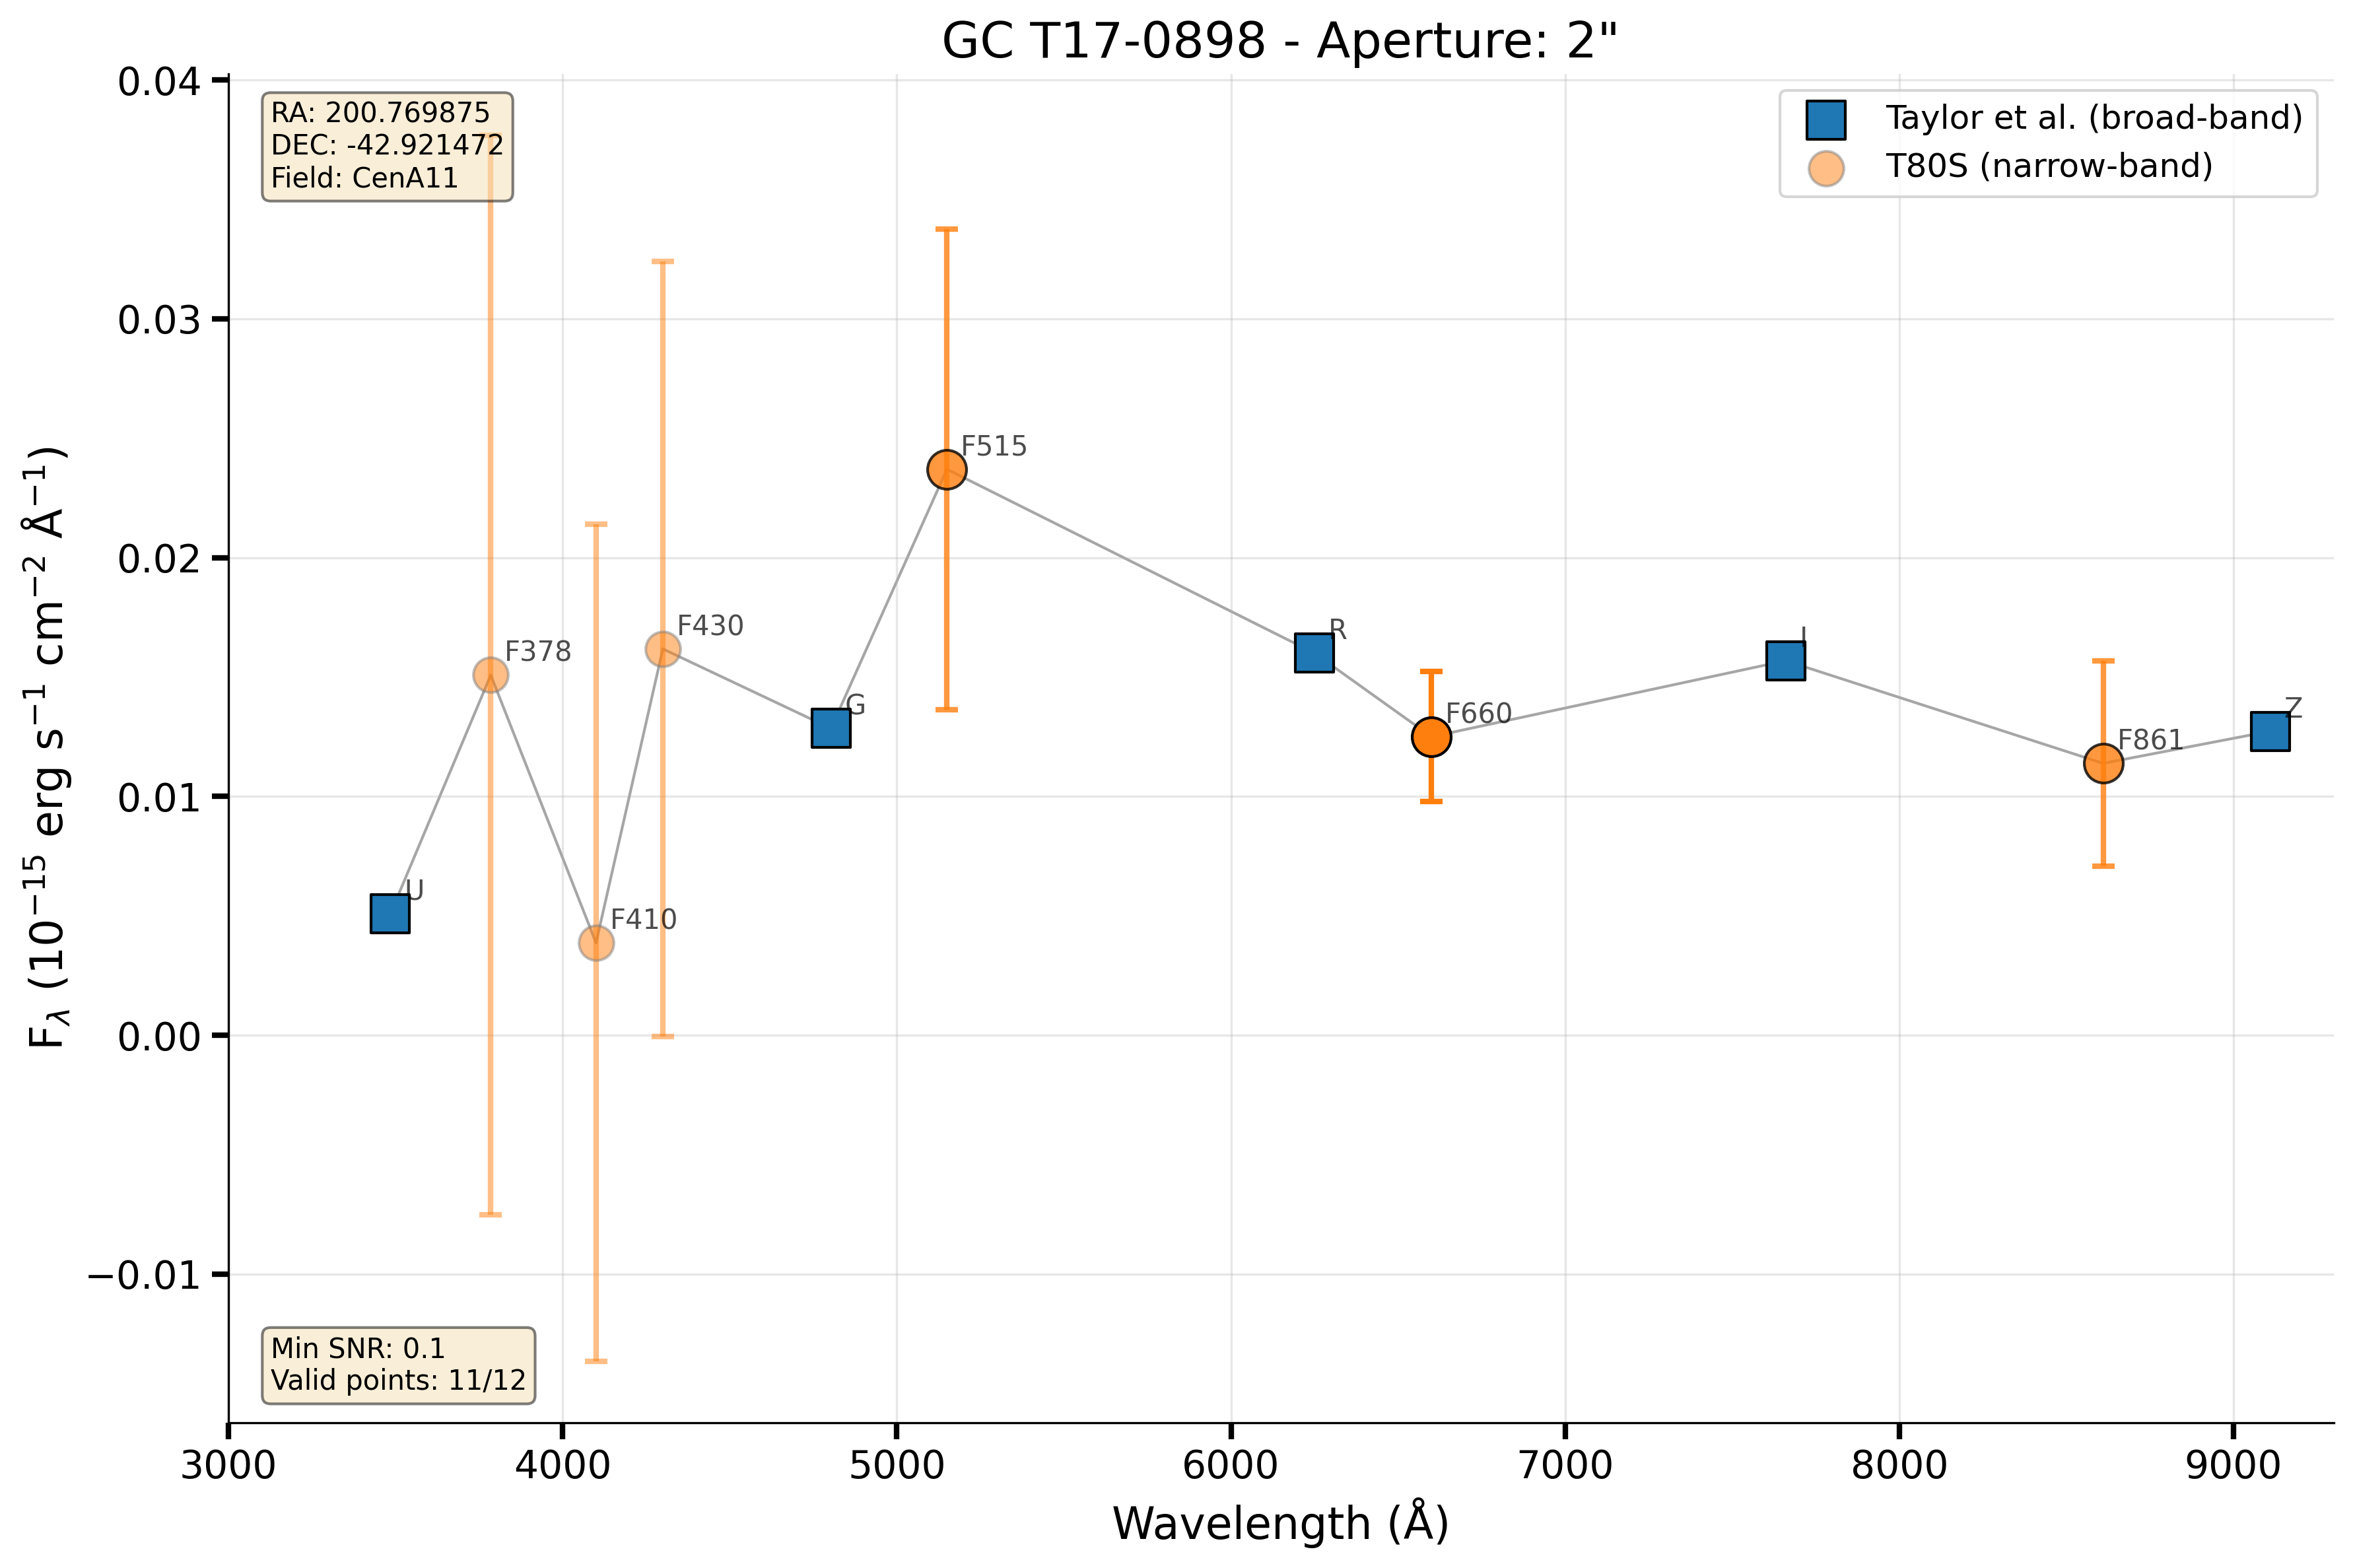 GC T17-0898 - Aperture: 2"
RA: 200.769875
DEC: -42.921472
Field: CenA11
Taylor et al. (broad-band)
T80S (narrow-band)
0.04
0.03
0.02
0.01
0.00
−0.01
F_λ (10⁻¹⁵ erg s⁻¹ cm⁻² Å⁻¹)
U
F378
F410
F430
G
F515
R
F660
I
F861
Z
Min SNR: 0.1
Valid points: 11/12
3000 4000 5000 6000 7000 8000 9000
Wavelength (Å)